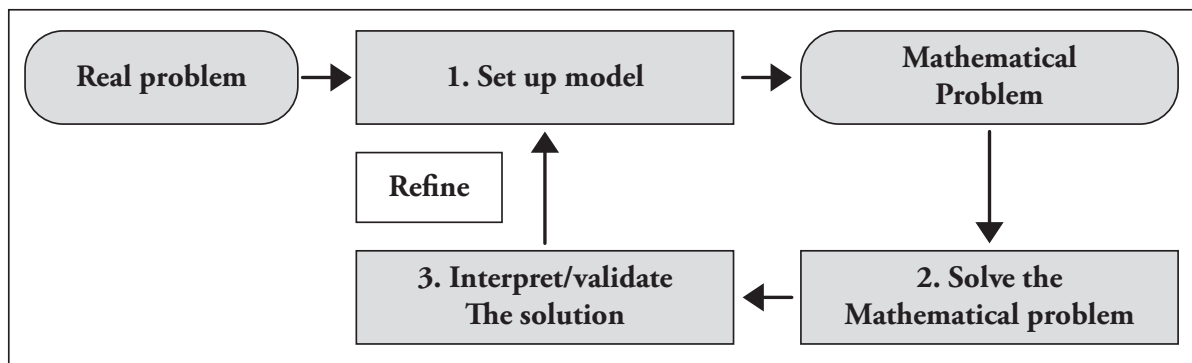 Real problem
1. Set up model
Mathematical
Problem
Refine
3. Interpret/validate
The solution
2. Solve the
Mathematical problem